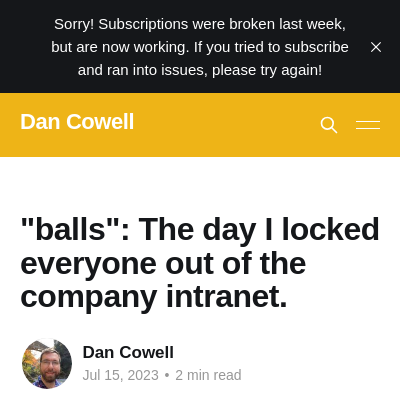 Sorry! Subscriptions were broken last week,
but are now working. If you tried to subscribe
and ran into issues, please try again!
Dan Cowell
"balls": The day I locked
everyone out of the
company intranet.
Dan Cowell
Jul 15, 2023 • 2 min read